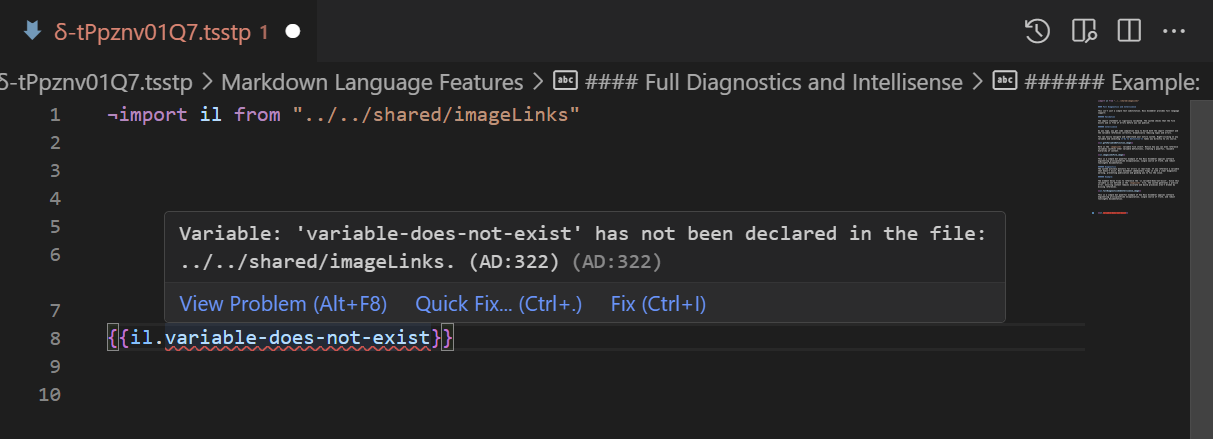 δ-tPpznv01Q7.tsstp 1
δ-tPpznv01Q7.tsstp > Markdown Language Features > abc #### Full Diagnostics and Intellisense > abc ###### Example:
1 ¬import il from "../../shared/imageLinks"
2
3
4
5
6
Variable: 'variable-does-not-exist' has not been declared in the file:
../../shared/imageLinks. (AD:322) (AD:322)
View Problem (Alt+F8) Quick Fix... (Ctrl+.) Fix (Ctrl+I)
7
8 {{il.variable-does-not-exist}}
9
10